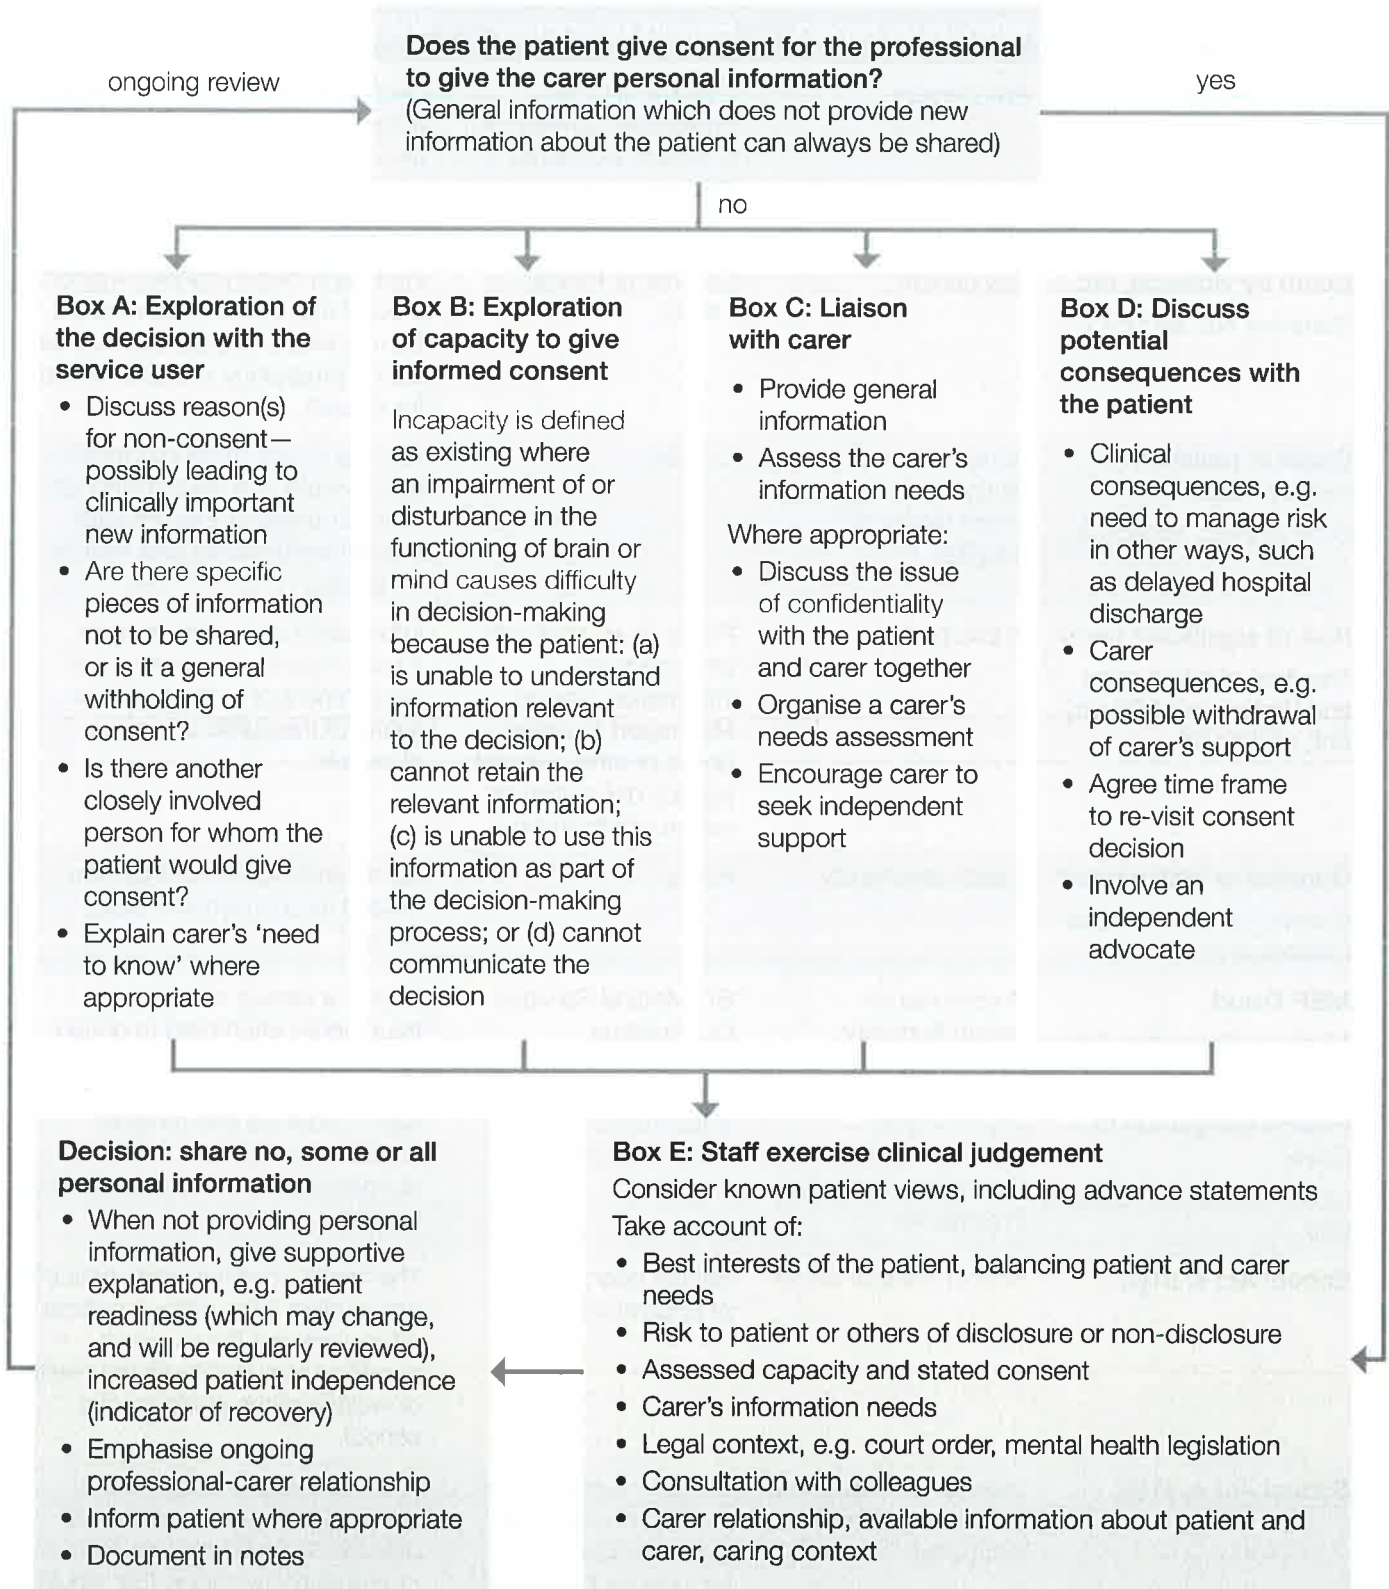 Does the patient give consent for the professional
to give the carer personal information?
(General information which does not provide new
information about the patient can always be shared)
ongoing review
yes
no
Box A: Exploration of
the decision with the
service user
• Discuss reason(s)
for non-consent—
possibly leading to
clinically important
new information
• Are there specific
pieces of information
not to be shared,
or is it a general
withholding of
consent?
• Is there another
closely involved
person for whom the
patient would give
consent?
• Explain carer's 'need
to know' where
appropriate
Box B: Exploration
of capacity to give
informed consent
Incapacity is defined
as existing where
an impairment of or
disturbance in the
functioning of brain or
mind causes difficulty
in decision-making
because the patient: (a)
is unable to understand
information relevant
to the decision; (b)
cannot retain the
relevant information;
(c) is unable to use this
information as part of
the decision-making
process; or (d) cannot
communicate the
decision
Box C: Liaison
with carer
• Provide general
information
• Assess the carer's
information needs
Where appropriate:
• Discuss the issue
of confidentiality
with the patient
and carer together
• Organise a carer's
needs assessment
• Encourage carer to
seek independent
support
Box D: Discuss
potential
consequences with
the patient
• Clinical
consequences, e.g.
need to manage risk
in other ways, such
as delayed hospital
discharge
• Carer
consequences, e.g.
possible withdrawal
of carer's support
• Agree time frame
to re-visit consent
decision
• Involve an
independent
advocate
Decision: share no, some or all
personal information
• When not providing personal
information, give supportive
explanation, e.g. patient
readiness (which may change,
and will be regularly reviewed),
increased patient independence
(indicator of recovery)
• Emphasise ongoing
professional-carer relationship
• Inform patient where appropriate
• Document in notes
Box E: Staff exercise clinical judgement
Consider known patient views, including advance statements
Take account of:
• Best interests of the patient, balancing patient and carer
needs
• Risk to patient or others of disclosure or non-disclosure
• Assessed capacity and stated consent
• Carer's information needs
• Legal context, e.g. court order, mental health legislation
• Consultation with colleagues
• Carer relationship, available information about patient and
carer, caring context